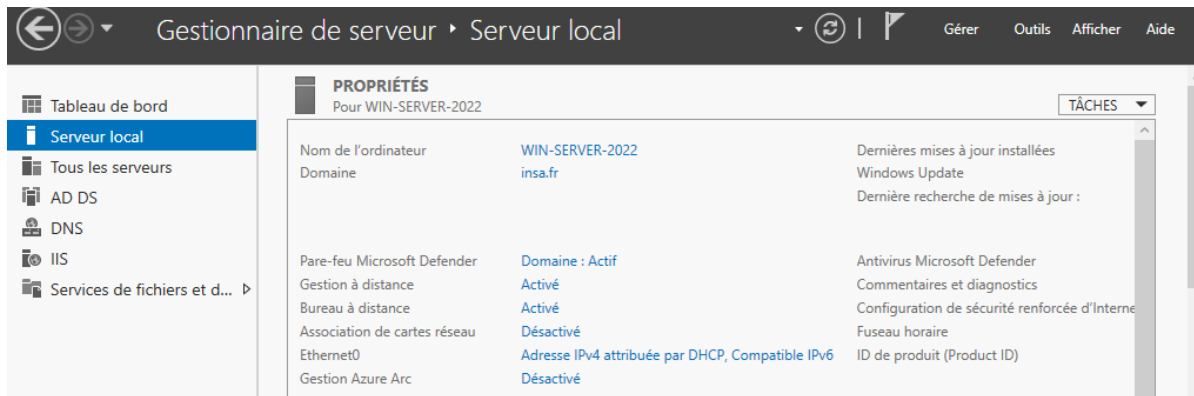 Gestionnaire de serveur ‣ Serveur local
Gérer Outils Afficher Aide
Tableau de bord
Serveur local
Tous les serveurs
AD DS
DNS
IIS
Services de fichiers et d...
PROPRIÉTÉS
Pour WIN-SERVER-2022
TÂCHES
Nom de l'ordinateur WIN-SERVER-2022 Dernières mises à jour installées
Domaine insa.fr Windows Update
Dernière recherche de mises à jour :
Pare-feu Microsoft Defender Domaine : Actif Antivirus Microsoft Defender
Gestion à distance Activé Commentaires et diagnostics
Bureau à distance Activé Configuration de sécurité renforcée d'Interne
Association de cartes réseau Désactivé Fuseau horaire
Ethernet0 Adresse IPv4 attribuée par DHCP, Compatible IPv6 ID de produit (Product ID)
Gestion Azure Arc Désactivé